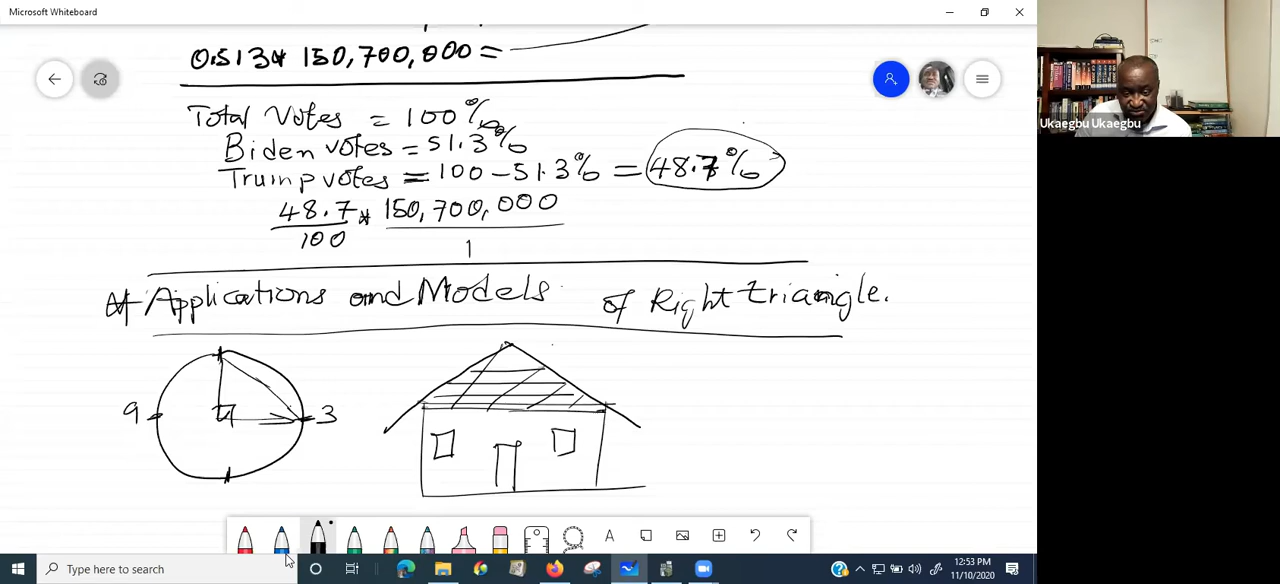 Microsoft Whiteboard
0.513* 150,700,000 =
Total Votes = 100%
Biden votes = 51.3%
Trump votes = 100 - 51.3% = 48.7%
48.7 * 150,700,000
100 1
* Applications and Models of Right triangle.
9 3
A
Type here to search
12:53 PM
11/10/2020
Ukaegbu Ukaegbu